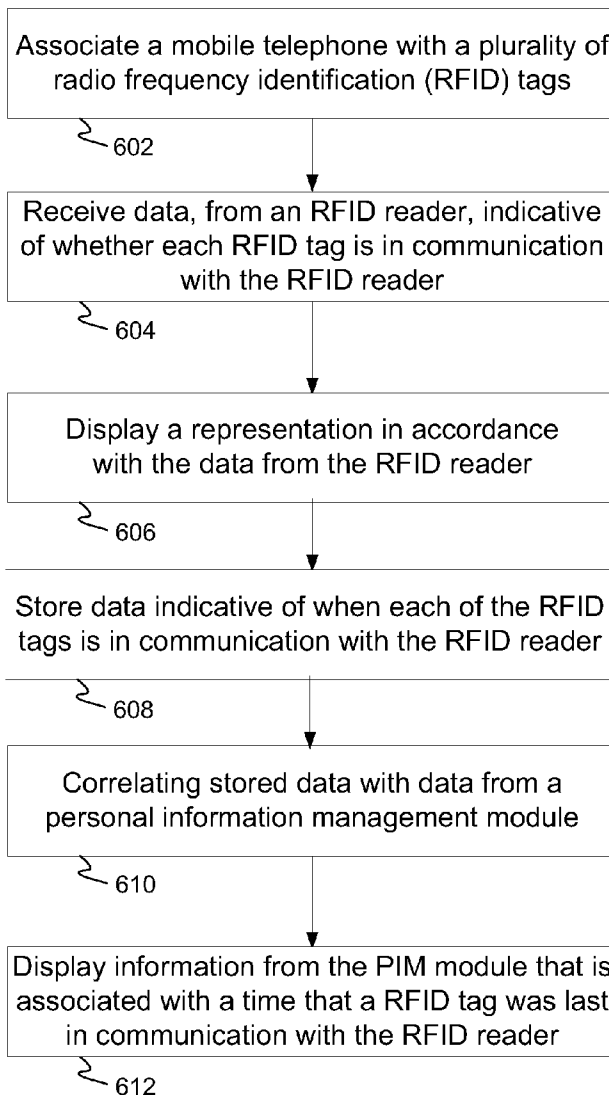 Associate a mobile telephone with a plurality of
radio frequency identification (RFID) tags
602
Receive data, from an RFID reader, indicative
of whether each RFID tag is in communication
with the RFID reader
604
Display a representation in accordance
with the data from the RFID reader
606
Store data indicative of when each of the RFID
tags is in communication with the RFID reader
608
Correlating stored data with data from a
personal information management module
610
Display information from the PIM module that is
associated with a time that a RFID tag was last
in communication with the RFID reader
612